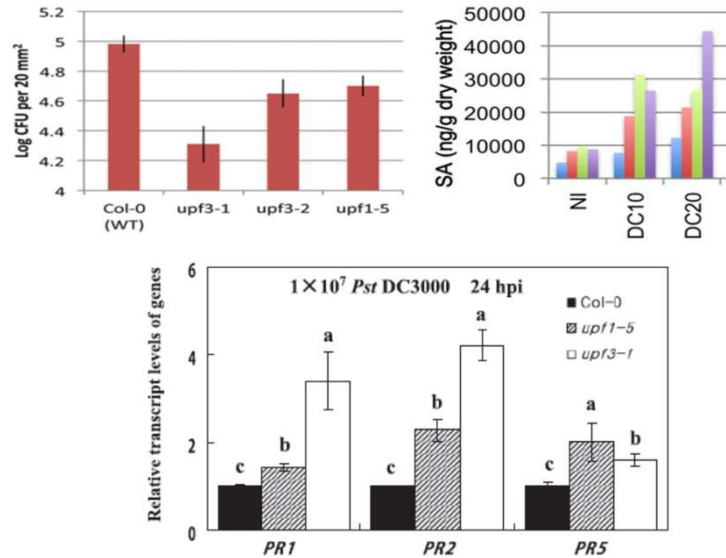 Log CFU per 20 mm²
5.2
5
4.8
4.6
4.4
4.2
4
Col-0
(WT)
upf3-1
upf3-2
upf1-5
SA (ng/g dry weight)
50000
40000
30000
20000
10000
0
NI
DC10
DC20
Relative transcript levels of genes
6
4
2
0
1×10⁷ Pst DC3000 24 hpi
Col-0
upf1-5
upf3-1
c
b
a
c
b
a
c
a
b
PR1
PR2
PR5